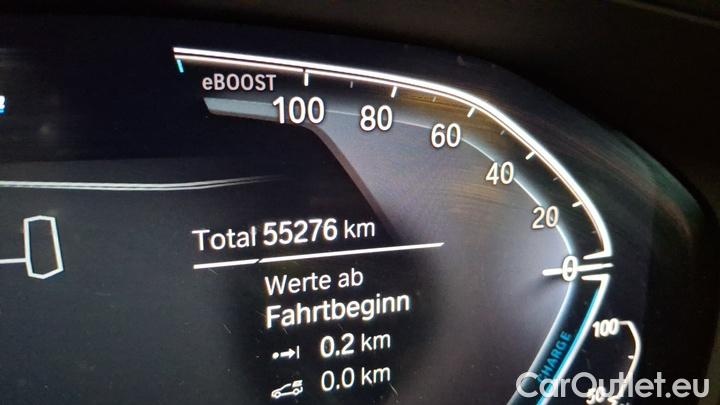 eBOOST
100
80
60
40
20
0
Total 55276 km
Werte ab
Fahrtbeginn
0.2 km
0.0 km
CHARGE
100
50
CarOutlet.eu